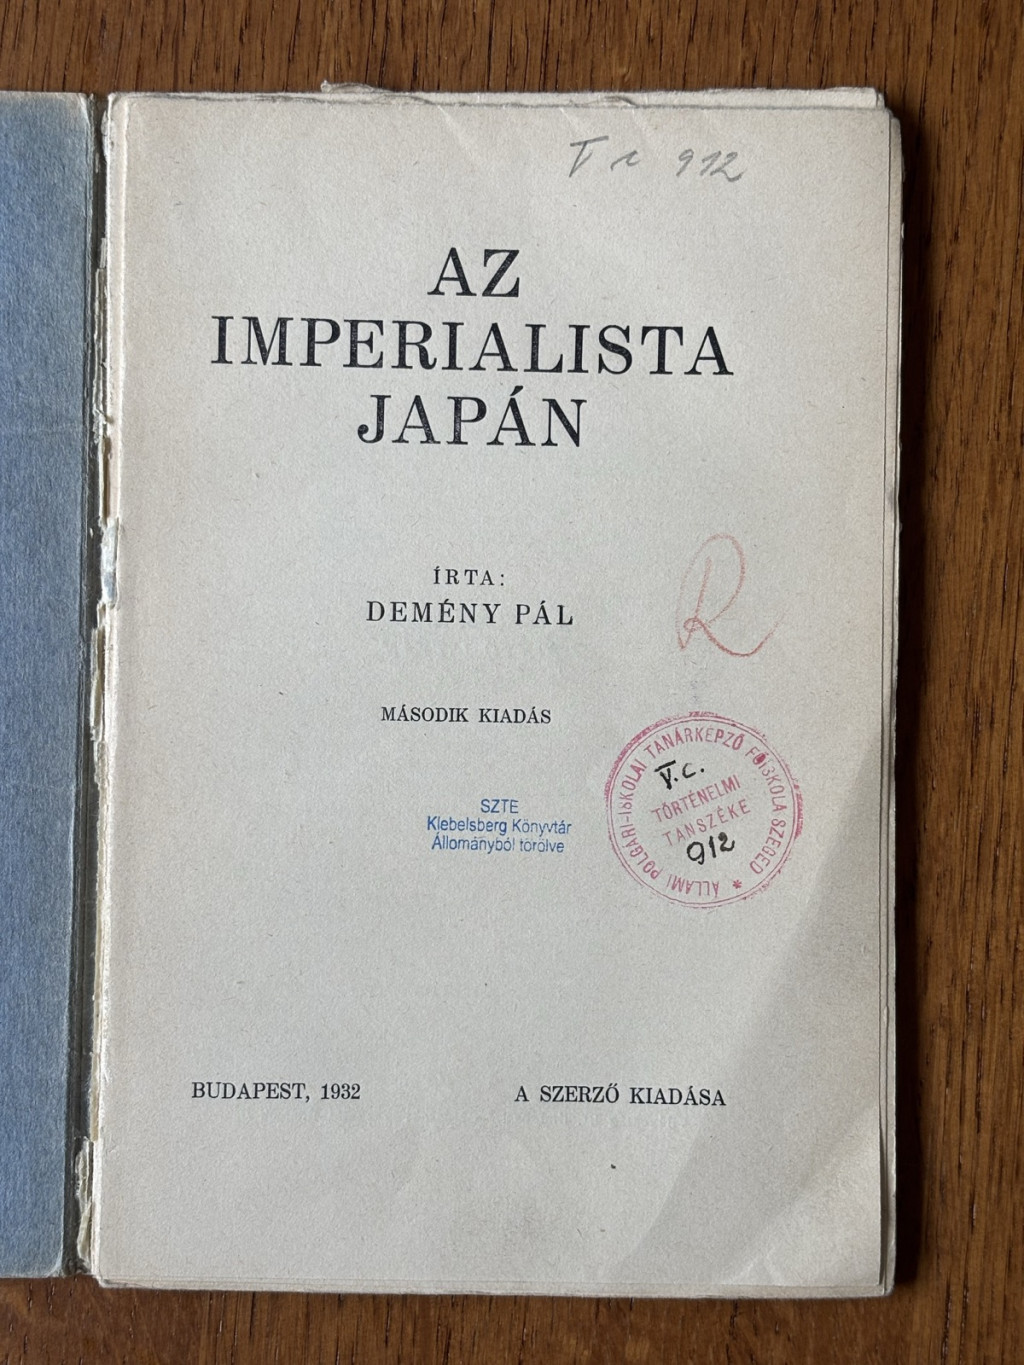 V c 912
AZ
IMPERIALISTA
JAPÁN
ÍRTA:
DEMÉNY PÁL
R
MÁSODIK KIADÁS
SZTE
Klebelsberg Könyvtár
Állományból törölve
ÁLLAMI POLGÁRI-ISKOLAI TANÁRKÉPZŐ FŐISKOLA SZEGED *
V.c.
TÖRTÉNELMI
TANSZÉKE
912
BUDAPEST, 1932
A SZERZŐ KIADÁSA